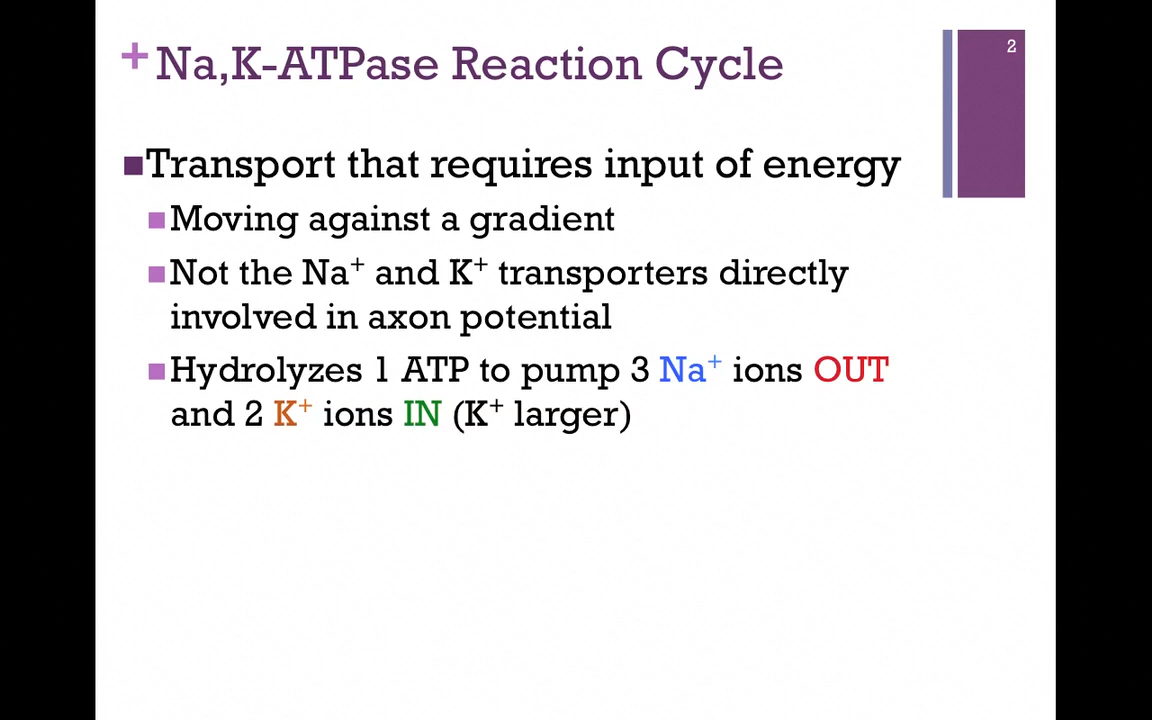 2
+ Na,K-ATPase Reaction Cycle
■Transport that requires input of energy
■Moving against a gradient
■Not the Na⁺ and K⁺ transporters directly
involved in axon potential
■Hydrolyzes 1 ATP to pump 3 Na⁺ ions OUT
and 2 K⁺ ions IN (K⁺ larger)